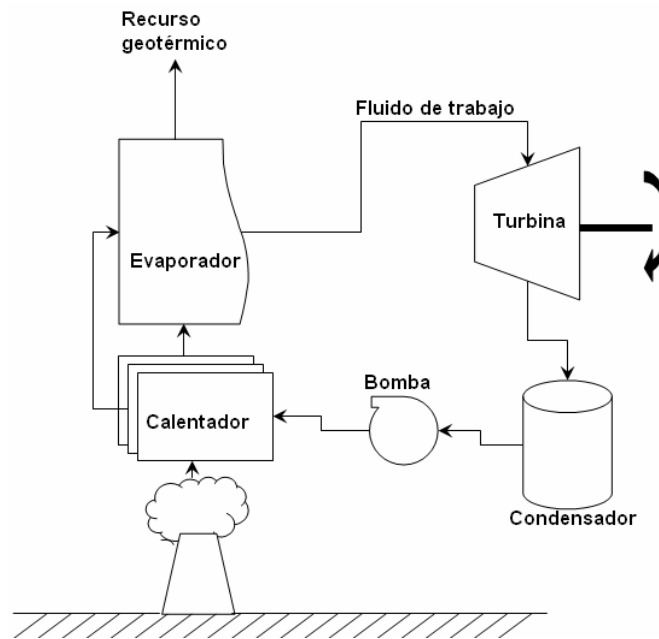 Recurso
geotérmico
Fluido de trabajo
Turbina
Evaporador
Bomba
Calentador
Condensador